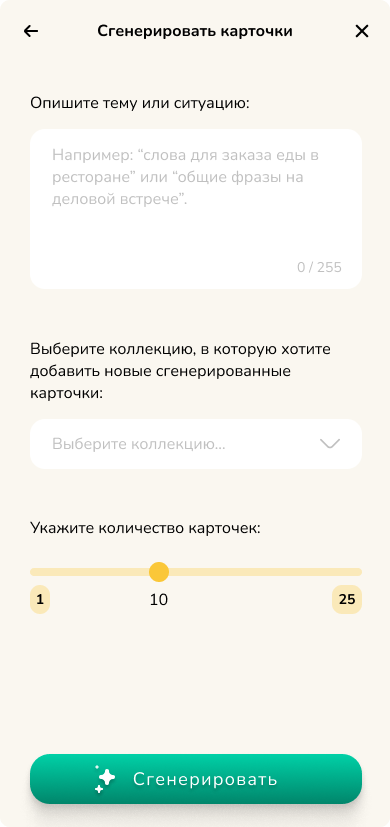 Сгенерировать карточки
Опишите тему или ситуацию:
Например: “слова для заказа еды в
ресторане” или “общие фразы на
деловой встрече”.
0 / 255
Выберите коллекцию, в которую хотите
добавить новые сгенерированные
карточки:
Выберите коллекцию...
Укажите количество карточек:
1 10 25
Сгенерировать